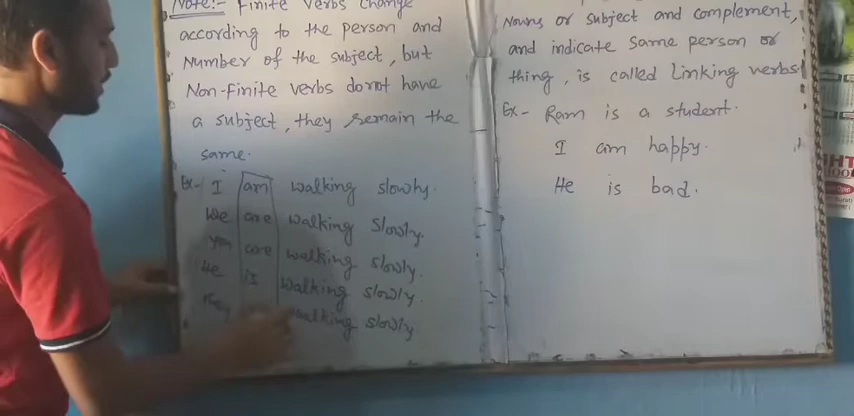 Note:- Finite verbs change
according to the person and
Number of the subject, but
Non-Finite verbs do not have
a subject, they remain the
same.
Ex- I am walking slowly.
We are walking slowly.
you are walking slowly.
He is walking slowly.
They walking slowly
Nouns or subject and complement,
and indicate same person or
thing, is called Linking verbs
Ex- Ram is a student.
I am happy.
He is bad.